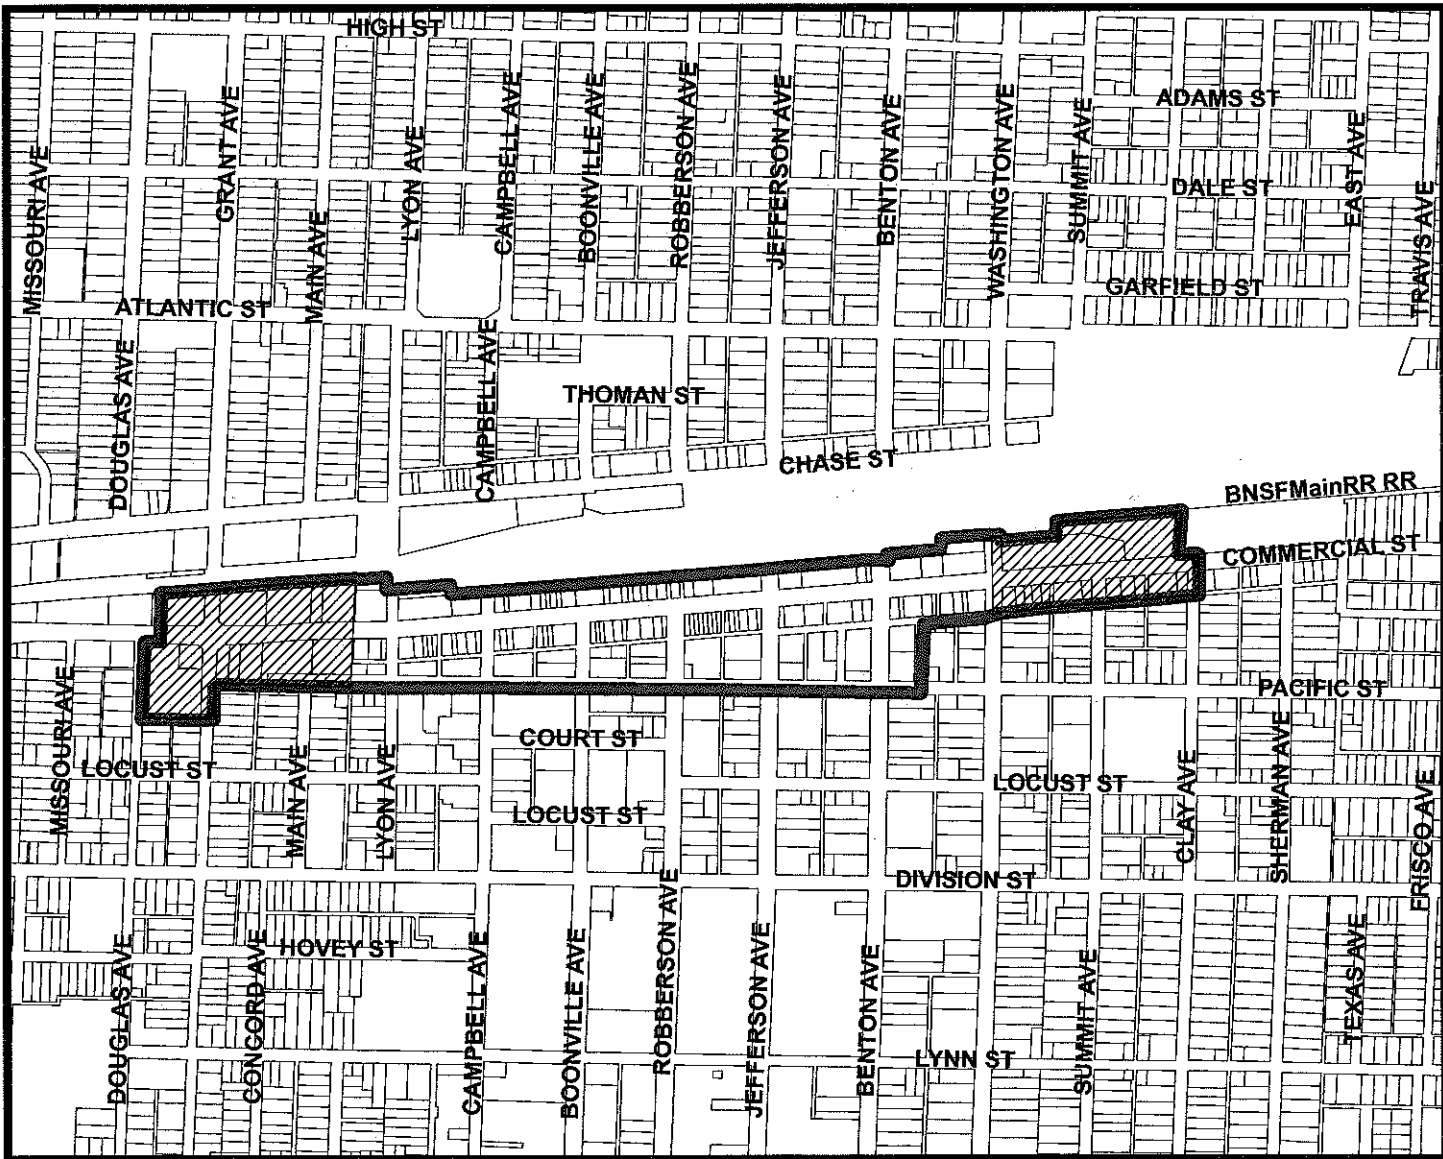 HIGH ST
ADAMS ST
GRANT AVE
LYON AVE
CAMPBELL AVE
BOONVILLE AVE
ROBBERSON AVE
JEFFERSON AVE
BENTON AVE
WASHINGTON AVE
SUMMIT AVE
EAST AVE
MISSOURI AVE
DALE ST
TRAVIS AVE
MAIN AVE
GARFIELD ST
ATLANTIC ST
DOUGLAS AVE
CAMPBELL AVE
THOMAN ST
CHASE ST
BNSFMainRR RR
COMMERCIAL ST
PACIFIC ST
MISSOURI AVE
COURT ST
LOCUST ST
MAIN AVE
LYON AVE
LOCUST ST
LOCUST ST
CLAY AVE
SHERMAN AVE
FRISCO AVE
DIVISION ST
HOVEY ST
DOUGLAS AVE
CONCORD AVE
CAMPBELL AVE
BOONVILLE AVE
ROBBERSON AVE
JEFFERSON AVE
BENTON AVE
SUMMIT AVE
TEXAS AVE
LYNN ST